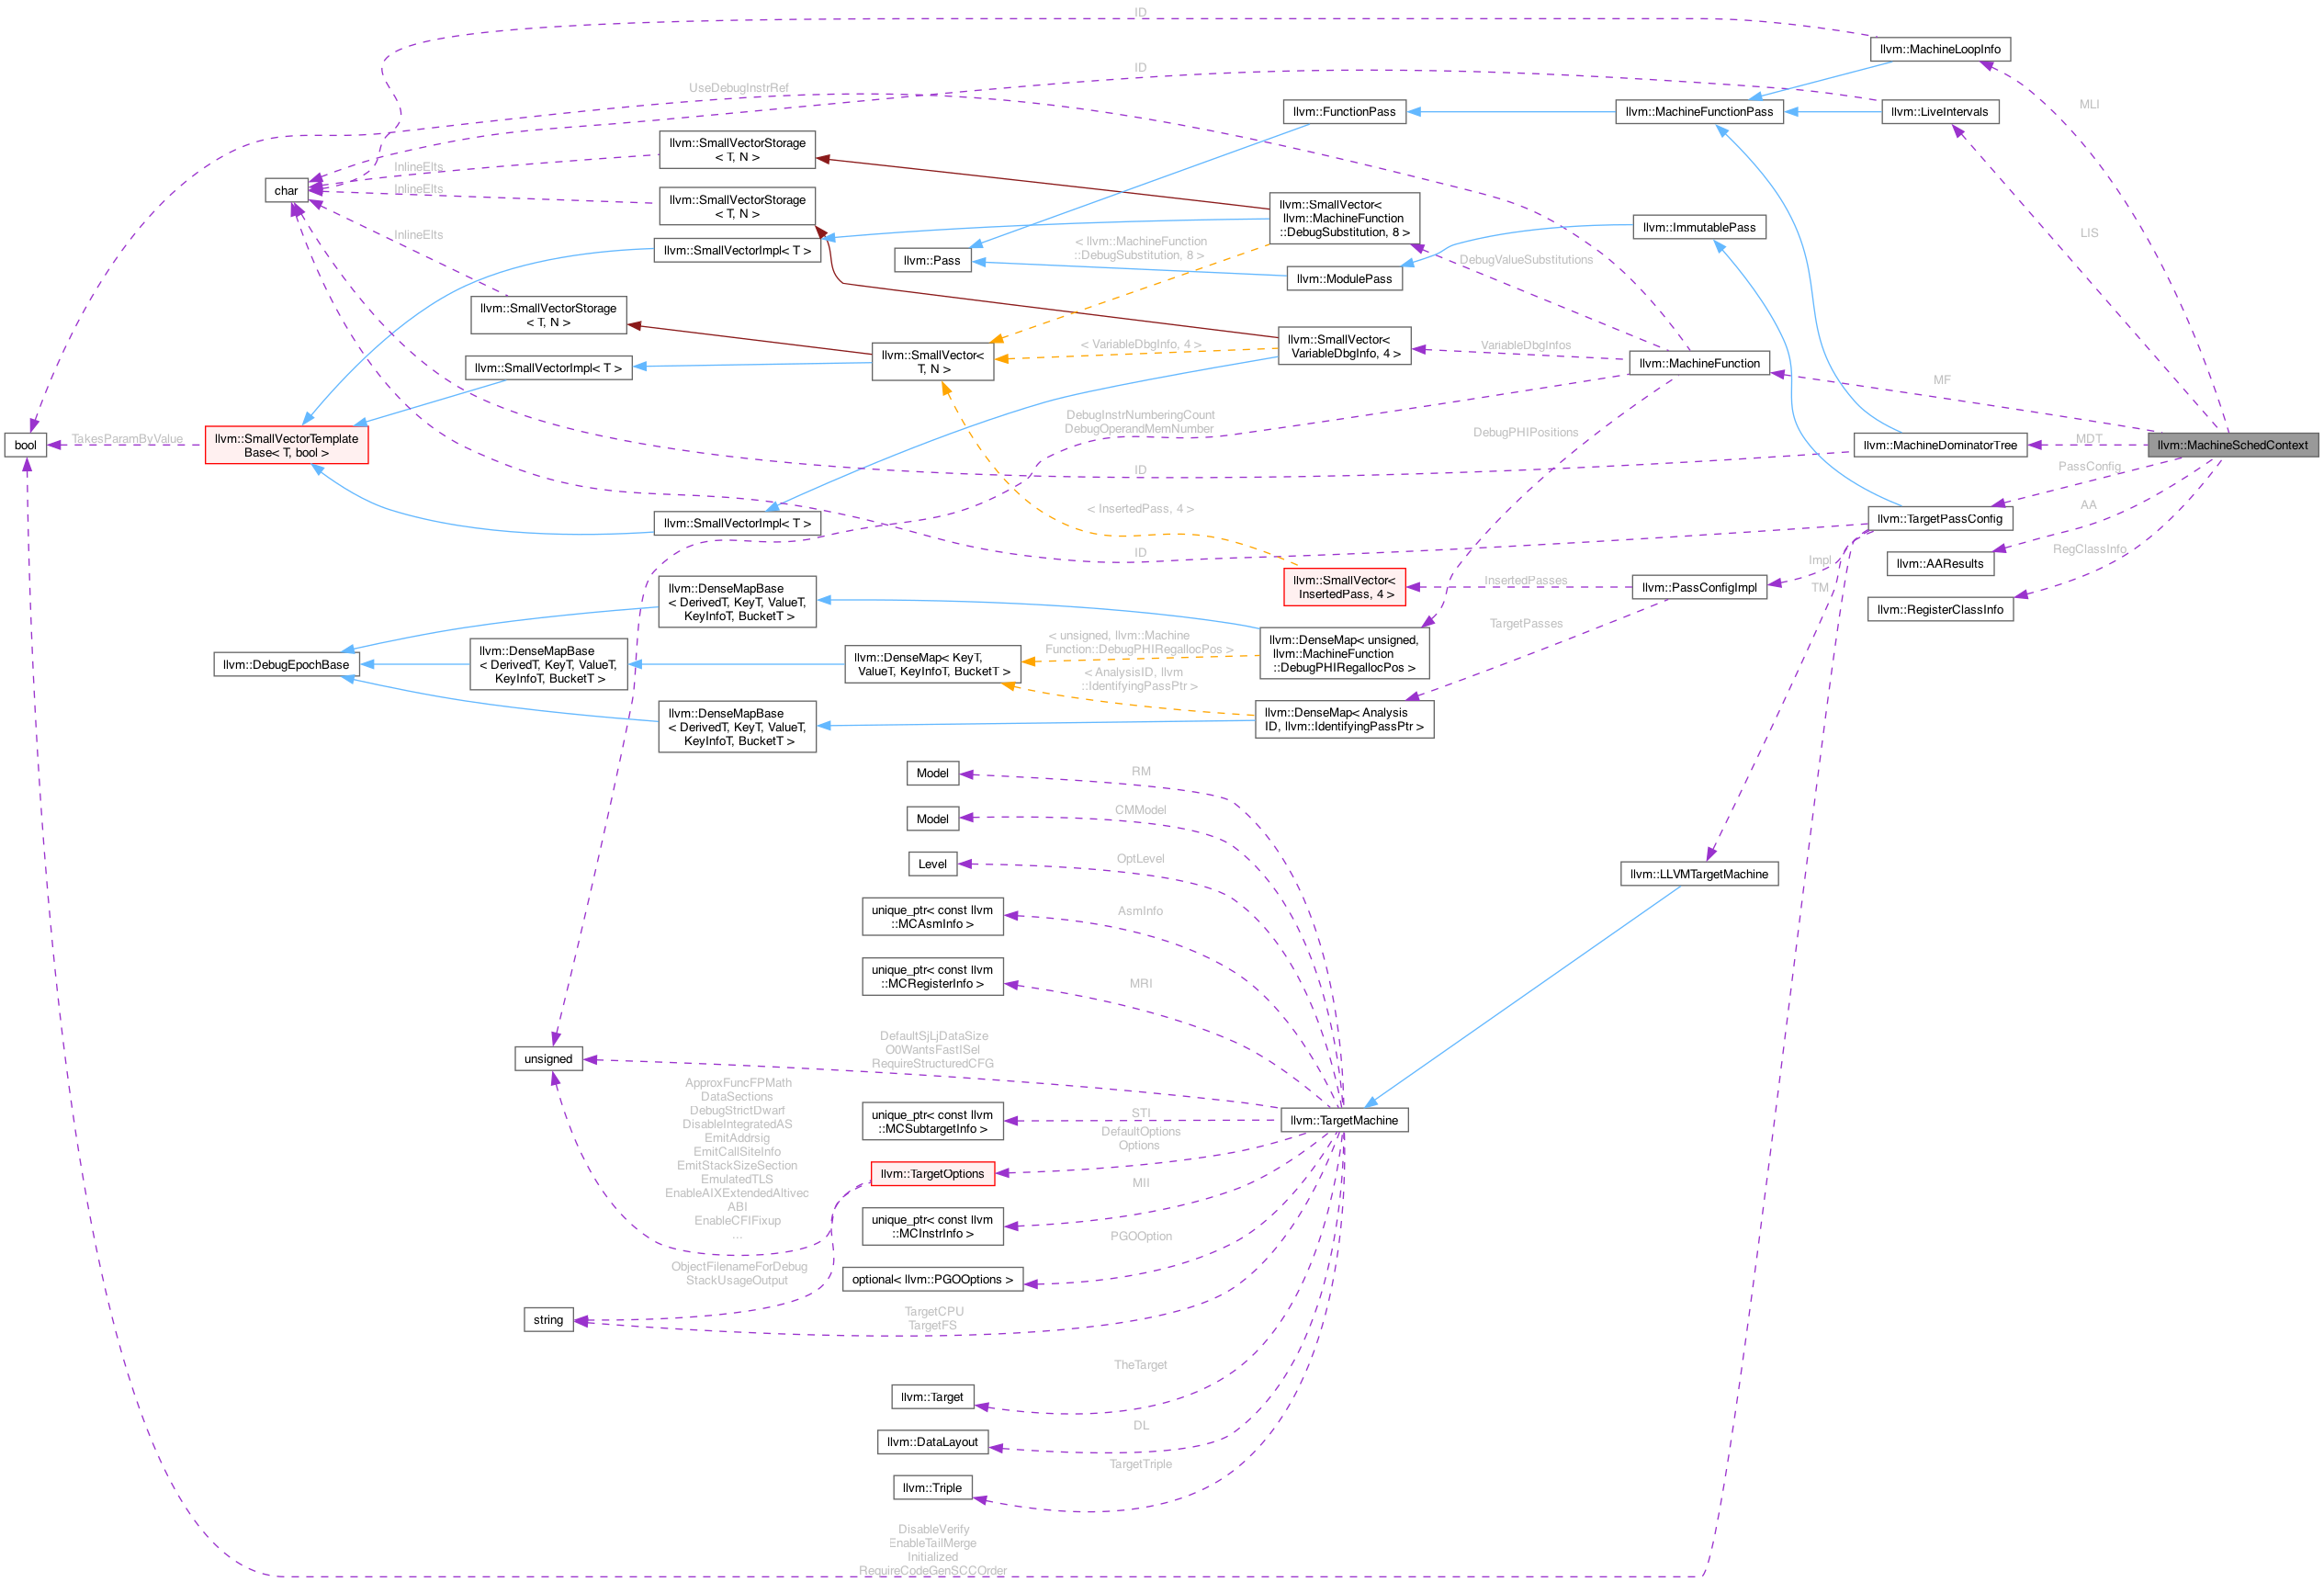 ID
llvm::MachineLoopInfo
ID
UseDebugInstrRef
MLI
llvm::FunctionPass
llvm::MachineFunctionPass
llvm::LiveIntervals
llvm::SmallVectorStorage
< T, N >
InlineElts
char
InlineElts
llvm::SmallVectorStorage
< T, N >
llvm::SmallVector<
llvm::MachineFunction
::DebugSubstitution, 8 >
llvm::ImmutablePass
LIS
InlineElts
llvm::SmallVectorImpl< T >
llvm::Pass
< llvm::MachineFunction
::DebugSubstitution, 8 >
DebugValueSubstitutions
llvm::ModulePass
llvm::SmallVectorStorage
< T, N >
llvm::SmallVector<
T, N >
< VariableDbgInfo, 4 >
llvm::SmallVector<
VariableDbgInfo, 4 >
VariableDbgInfos
llvm::MachineFunction
llvm::SmallVectorImpl< T >
MF
bool
TakesParamByValue
llvm::SmallVectorTemplate
Base< T, bool >
DebugInstrNumberingCount
DebugOperandMemNumber
DebugPHIPositions
llvm::MachineDominatorTree
MDT
llvm::MachineSchedContext
ID
PassConfig
llvm::SmallVectorImpl< T >
< InsertedPass, 4 >
llvm::TargetPassConfig
AA
ID
RegClassInfo
Impl
llvm::AAResults
llvm::SmallVector<
InsertedPass, 4 >
InsertedPasses
llvm::PassConfigImpl
TM
llvm::RegisterClassInfo
llvm::DenseMapBase
< DerivedT, KeyT, ValueT,
KeyInfoT, BucketT >
TargetPasses
llvm::DebugEpochBase
llvm::DenseMapBase
< DerivedT, KeyT, ValueT,
KeyInfoT, BucketT >
llvm::DenseMap< KeyT,
ValueT, KeyInfoT, BucketT >
< unsigned, llvm::Machine
Function::DebugPHIRegallocPos >
llvm::DenseMap< unsigned,
llvm::MachineFunction
::DebugPHIRegallocPos >
< AnalysisID, llvm
::IdentifyingPassPtr >
llvm::DenseMapBase
< DerivedT, KeyT, ValueT,
KeyInfoT, BucketT >
llvm::DenseMap< Analysis
ID, llvm::IdentifyingPassPtr >
Model
RM
Model
CMModel
Level
OptLevel
llvm::LLVMTargetMachine
unique_ptr< const llvm
::MCAsmInfo >
AsmInfo
unique_ptr< const llvm
::MCRegisterInfo >
MRI
unsigned
DefaultSjLjDataSize
O0WantsFastISel
RequireStructuredCFG
ApproxFuncFPMath
DataSections
DebugStrictDwarf
DisableIntegratedAS
EmitAddrsig
EmitCallSiteInfo
EmitStackSizeSection
EmulatedTLS
EnableAIXExtendedAltivec
ABI
EnableCFIFixup
...
unique_ptr< const llvm
::MCSubtargetInfo >
STI
llvm::TargetMachine
DefaultOptions
Options
llvm::TargetOptions
MII
unique_ptr< const llvm
::MCInstrInfo >
PGOOption
ObjectFilenameForDebug
StackUsageOutput
optional< llvm::PGOOptions >
string
TargetCPU
TargetFS
TheTarget
llvm::Target
DL
llvm::DataLayout
TargetTriple
llvm::Triple
DisableVerify
EnableTailMerge
Initialized
RequireCodeGenSCCOrder